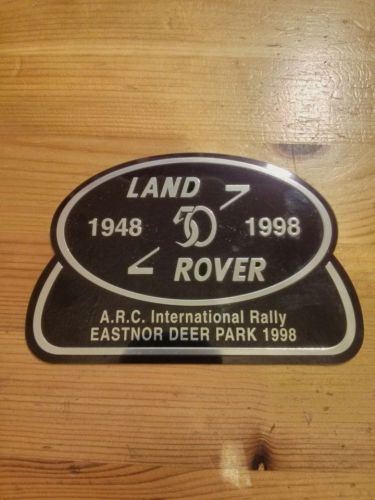 LAND
1948 50 1998
ROVER
A.R.C. International Rally
EASTNOR DEER PARK 1998